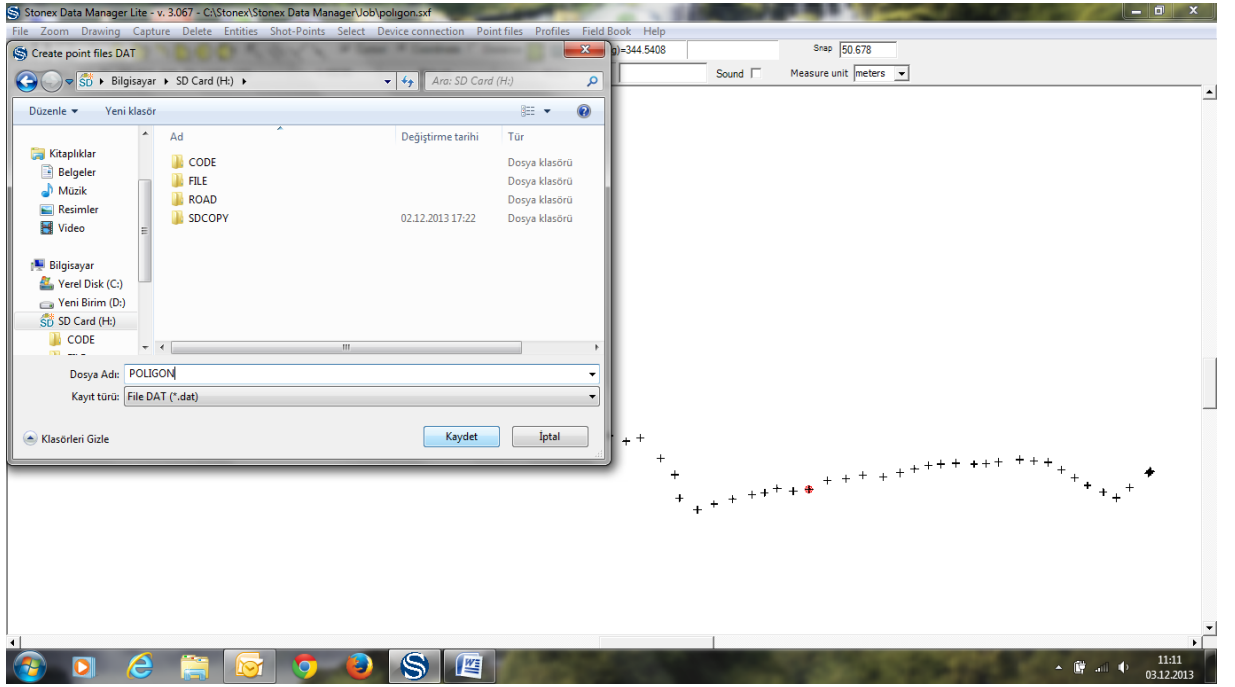 Stonex Data Manager Lite - v. 3.067 - C:\Stonex\Stonex Data Manager\Job\poligon.sxf
File Zoom Drawing Capture Delete Entities Shot-Points Select Device connection Point files Profiles Field Book Help
Create point files DAT
g)=344.5408
Snap 50.678
Sound
Measure unit meters
Bilgisayar SD Card (H:)
Ara: SD Card (H:)
Düzenle
Yeni klasör
Ad
Değiştirme tarihi
Tür
Kitaplıklar
Belgeler
Müzik
Resimler
Video
Bilgisayar
Yerel Disk (C:)
Yeni Birim (D:)
SD Card (H:)
CODE
CODE Dosya klasörü
FILE Dosya klasörü
ROAD Dosya klasörü
SDCOPY 02.12.2013 17:22 Dosya klasörü
Dosya Adı: POLIGON
Kayıt türü: File DAT (*.dat)
Klasörleri Gizle
Kaydet
İptal
11:11
03.12.2013